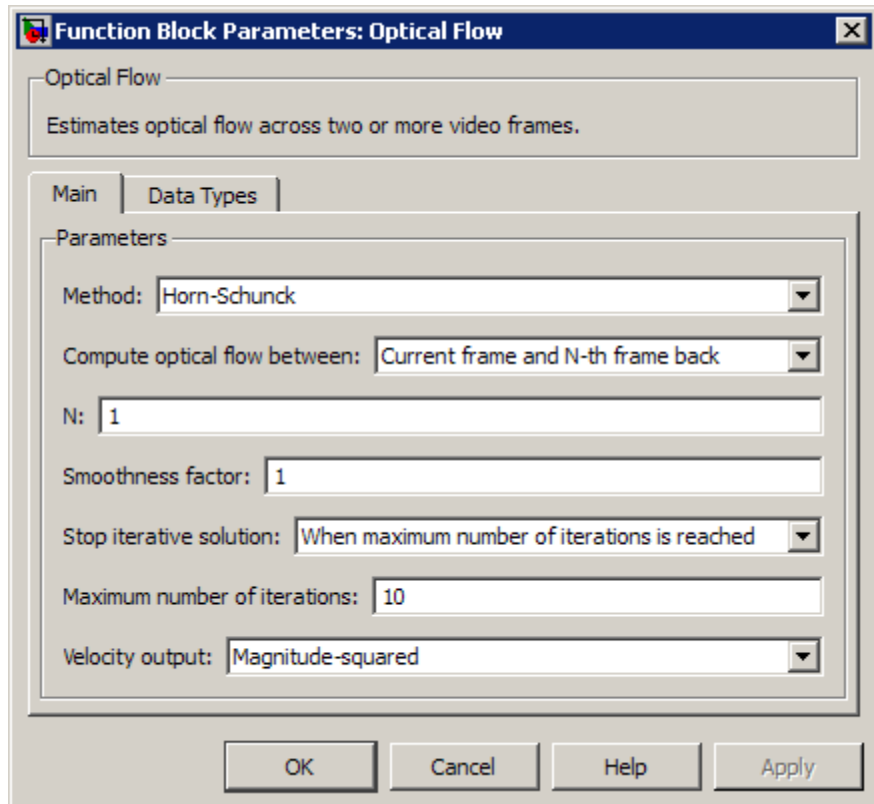 Function Block Parameters: Optical Flow
Optical Flow
Estimates optical flow across two or more video frames.
Main Data Types
Parameters
Method: Horn-Schunck
Compute optical flow between: Current frame and N-th frame back
N: 1
Smoothness factor: 1
Stop iterative solution: When maximum number of iterations is reached
Maximum number of iterations: 10
Velocity output: Magnitude-squared
OK Cancel Help Apply